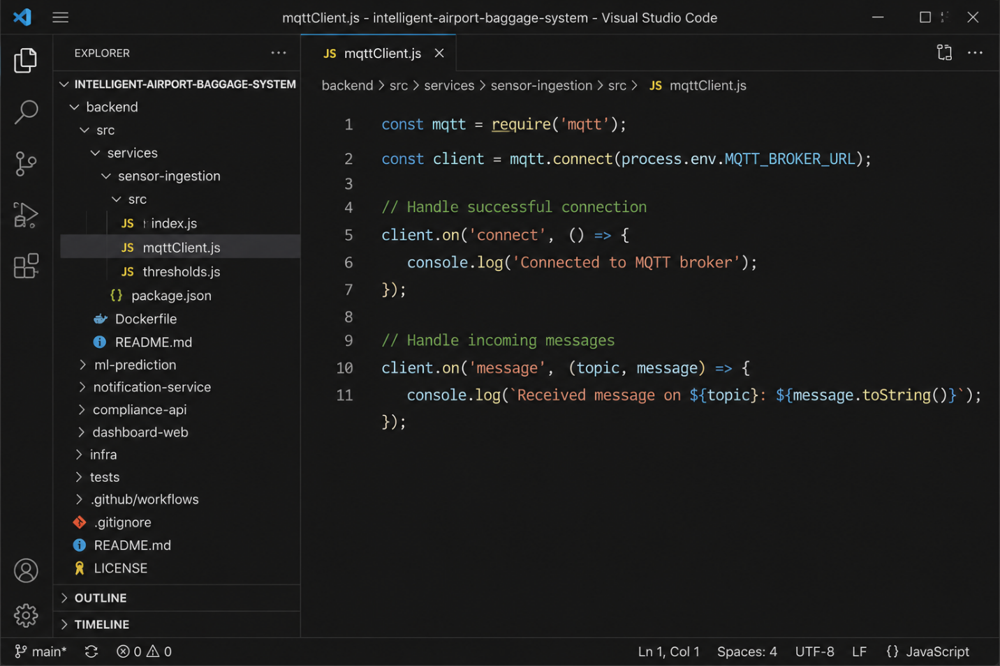 mqttClient.js - intelligent-airport-baggage-system - Visual Studio Code
EXPLORER ...
INTELLIGENT-AIRPORT-BAGGAGE-SYSTEM
backend
src
services
sensor-ingestion
src
JS index.js
JS mqttClient.js
JS thresholds.js
{} package.json
Dockerfile
README.md
ml-prediction
notification-service
compliance-api
dashboard-web
infra
tests
.github/workflows
.gitignore
README.md
LICENSE
OUTLINE
TIMELINE
JS mqttClient.js
backend > src > services > sensor-ingestion > src > JS mqttClient.js
1 const mqtt = require('mqtt');
2 const client = mqtt.connect(process.env.MQTT_BROKER_URL);
3
4 // Handle successful connection
5 client.on('connect', () => {
6 console.log('Connected to MQTT broker');
7 });
8
9 // Handle incoming messages
10 client.on('message', (topic, message) => {
11 console.log(`Received message on ${topic}: ${message.toString()}`);
});
main* 0 0 Ln 1, Col 1 Spaces: 4 UTF-8 LF {} JavaScript